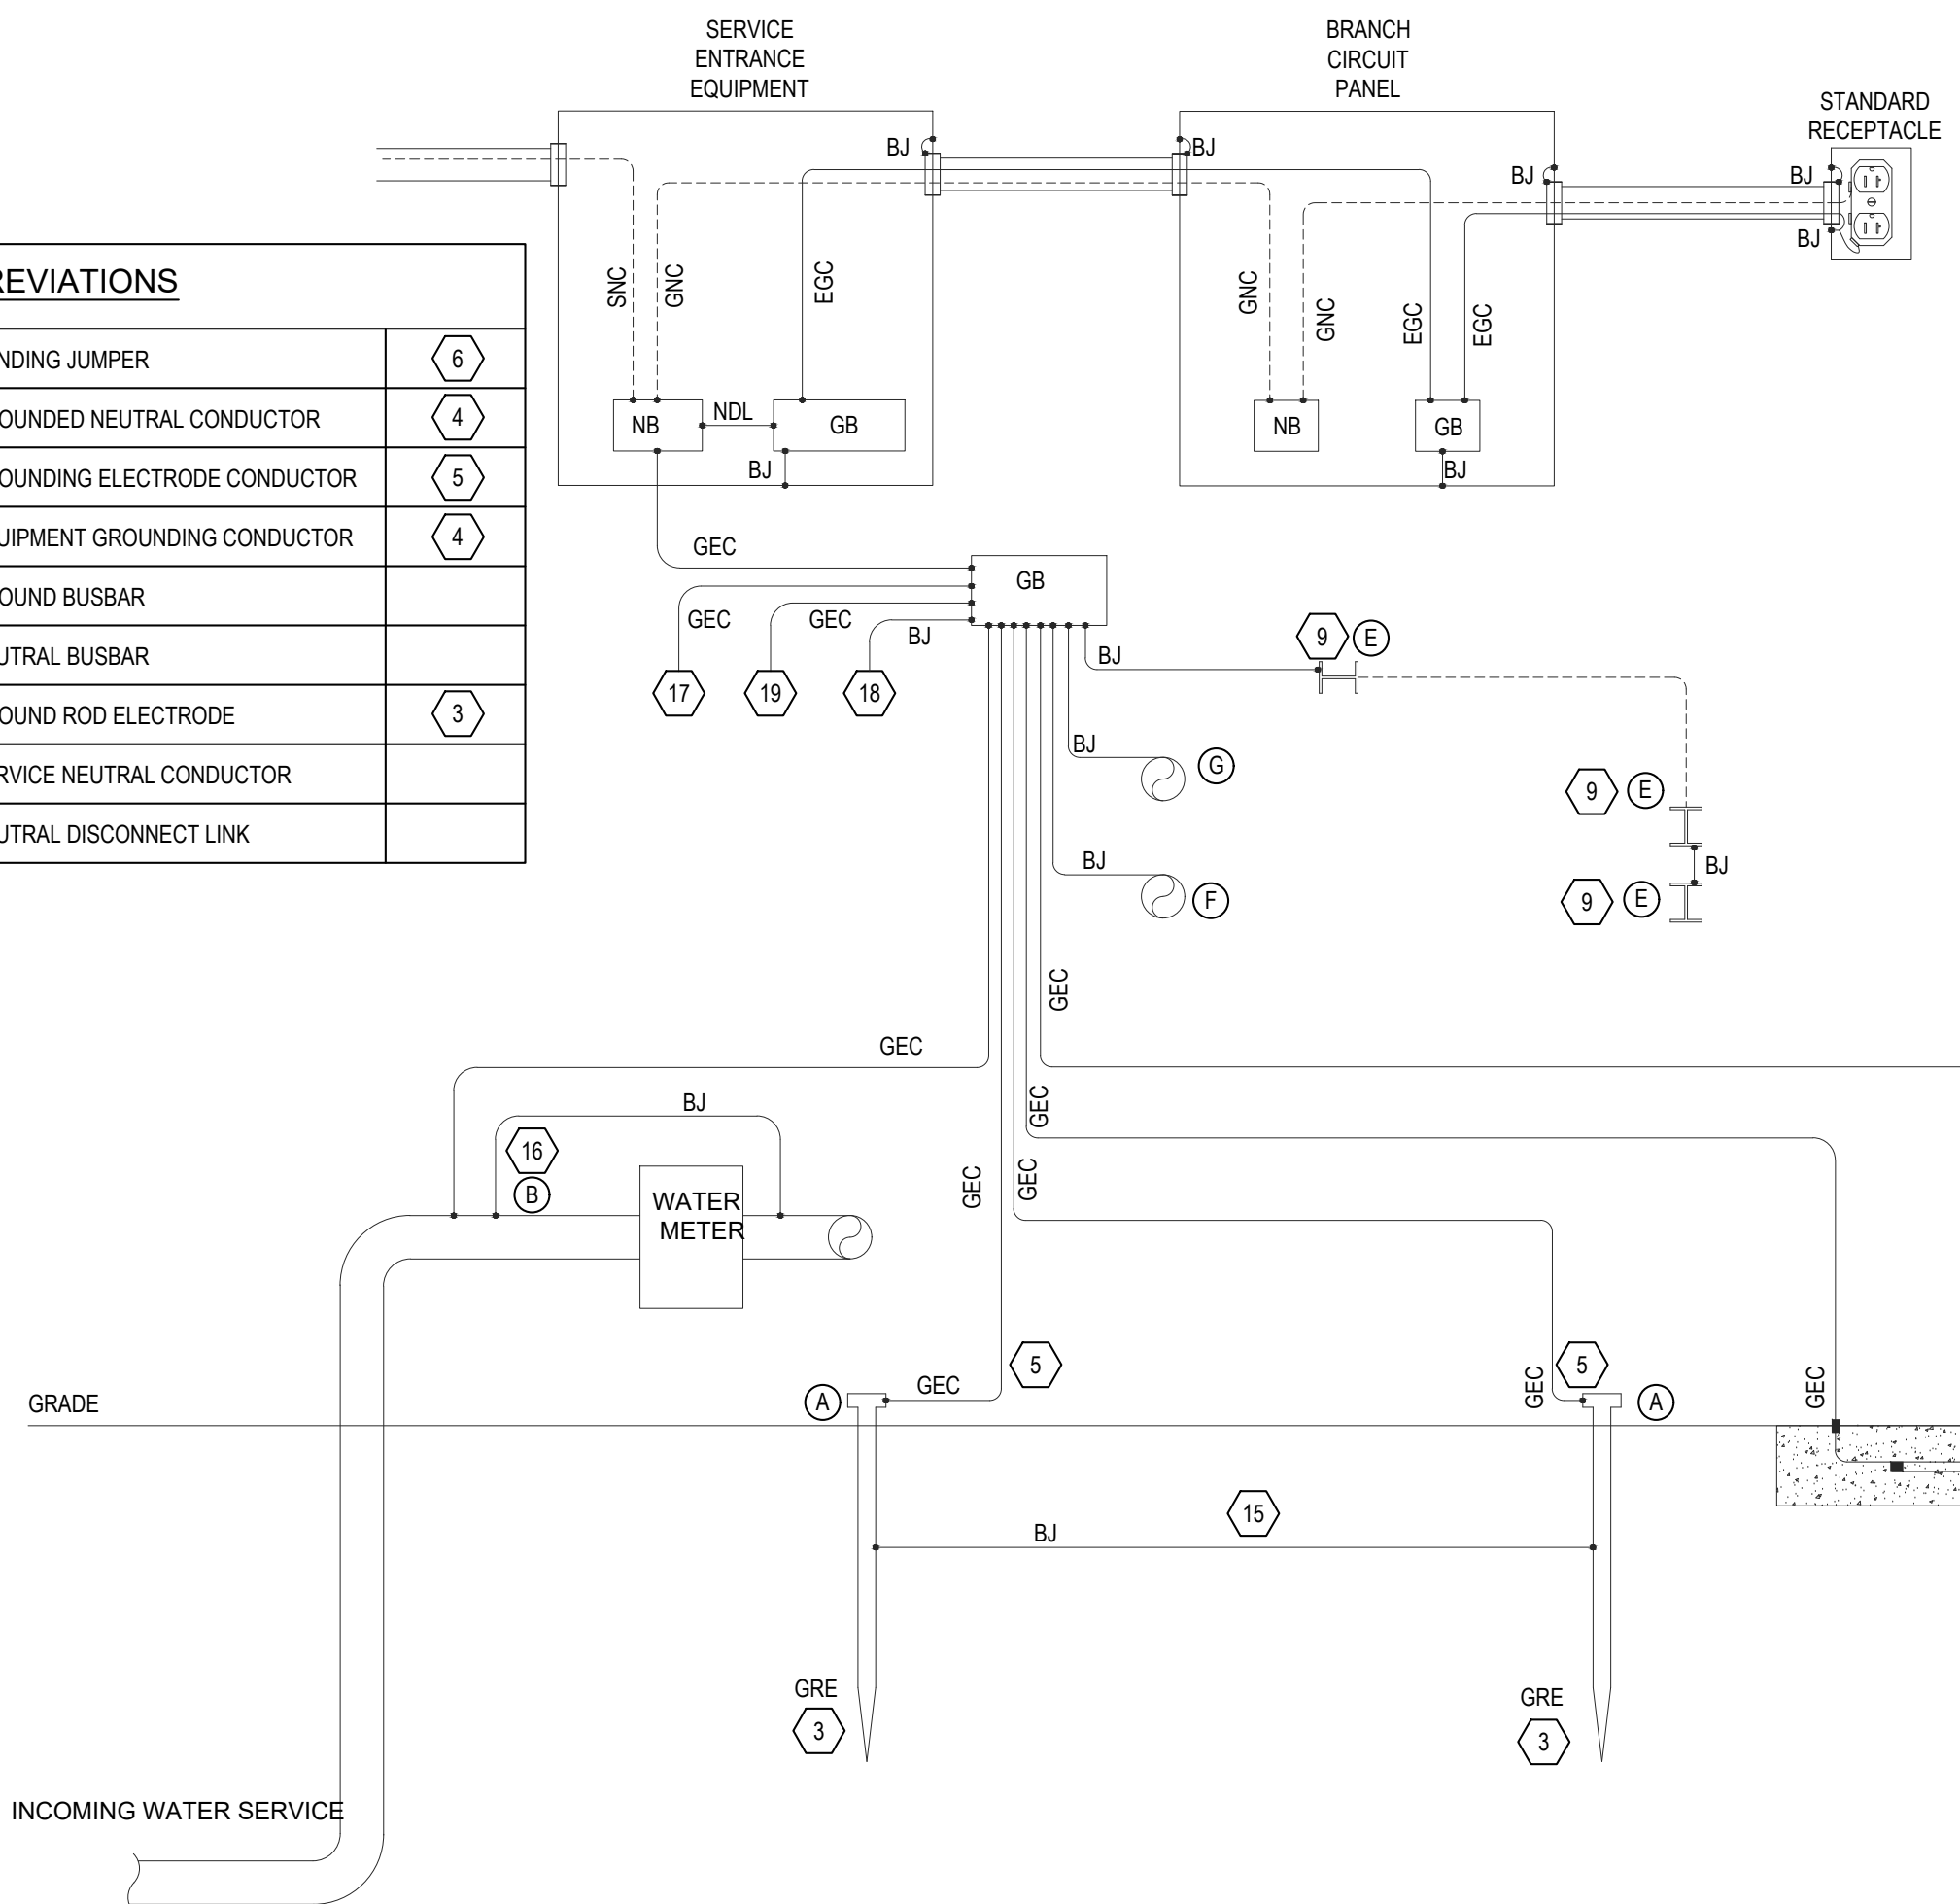 SERVICE
ENTRANCE
EQUIPMENT
BRANCH
CIRCUIT
PANEL
STANDARD
RECEPTACLE
BJ
BJ
BJ
BJ
BJ
SNC
GNC
EGC
GNC
GNC
EGC
EGC
NB
NDL
GB
BJ
NB
GB
BJ
REVIATIONS
NDING JUMPER 6
OUNDED NEUTRAL CONDUCTOR 4
OUNDING ELECTRODE CONDUCTOR 5
UIPMENT GROUNDING CONDUCTOR 4
OUND BUSBAR
UTRAL BUSBAR
OUND ROD ELECTRODE 3
RVICE NEUTRAL CONDUCTOR
UTRAL DISCONNECT LINK
GEC
GB
GEC
GEC
BJ
17
19
18
BJ
9 E
BJ
G
9 E
BJ
9 E
BJ
F
GEC
GEC
GEC
BJ
16
B
WATER
METER
GEC
GEC
5
GEC
A
GEC
5
A
GEC
GRADE
15
BJ
GRE
3
GRE
3
INCOMING WATER SERVICE